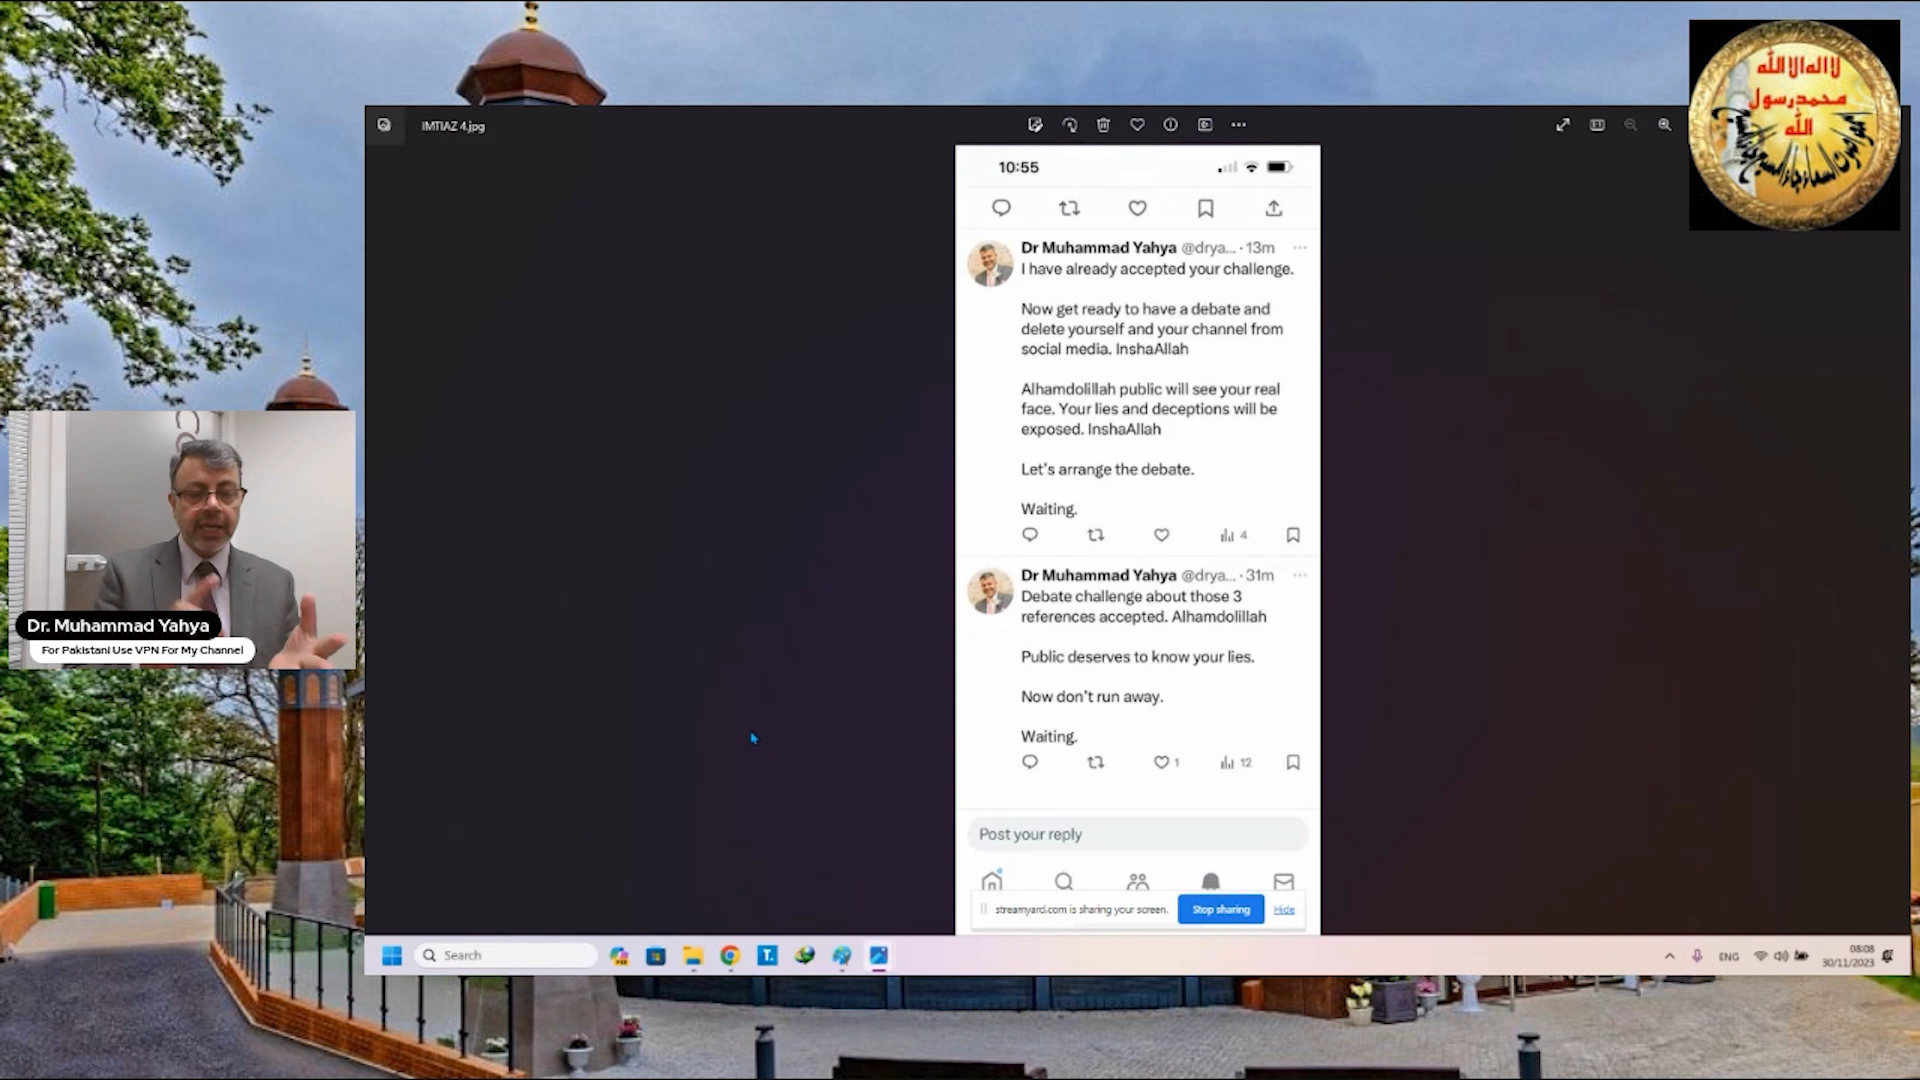 IMTIAZ 4.jpg
لا اله الا الله
محمد رسول
الله
10:55
Dr Muhammad Yahya @drya... · 13m
I have already accepted your challenge.
Now get ready to have a debate and
delete yourself and your channel from
social media. InshaAllah
Alhamdolillah public will see your real
face. Your lies and deceptions will be
exposed. InshaAllah
Let's arrange the debate.
Waiting.
4
Dr Muhammad Yahya @drya... · 31m
Debate challenge about those 3
references accepted. Alhamdolillah
Public deserves to know your lies.
Now don't run away.
Waiting.
1
12
Post your reply
streamyard.com is sharing your screen.
Stop sharing
Hide
Dr. Muhammad Yahya
For Pakistani Use VPN For My Channel
Search
ENG
08:08
30/11/2023